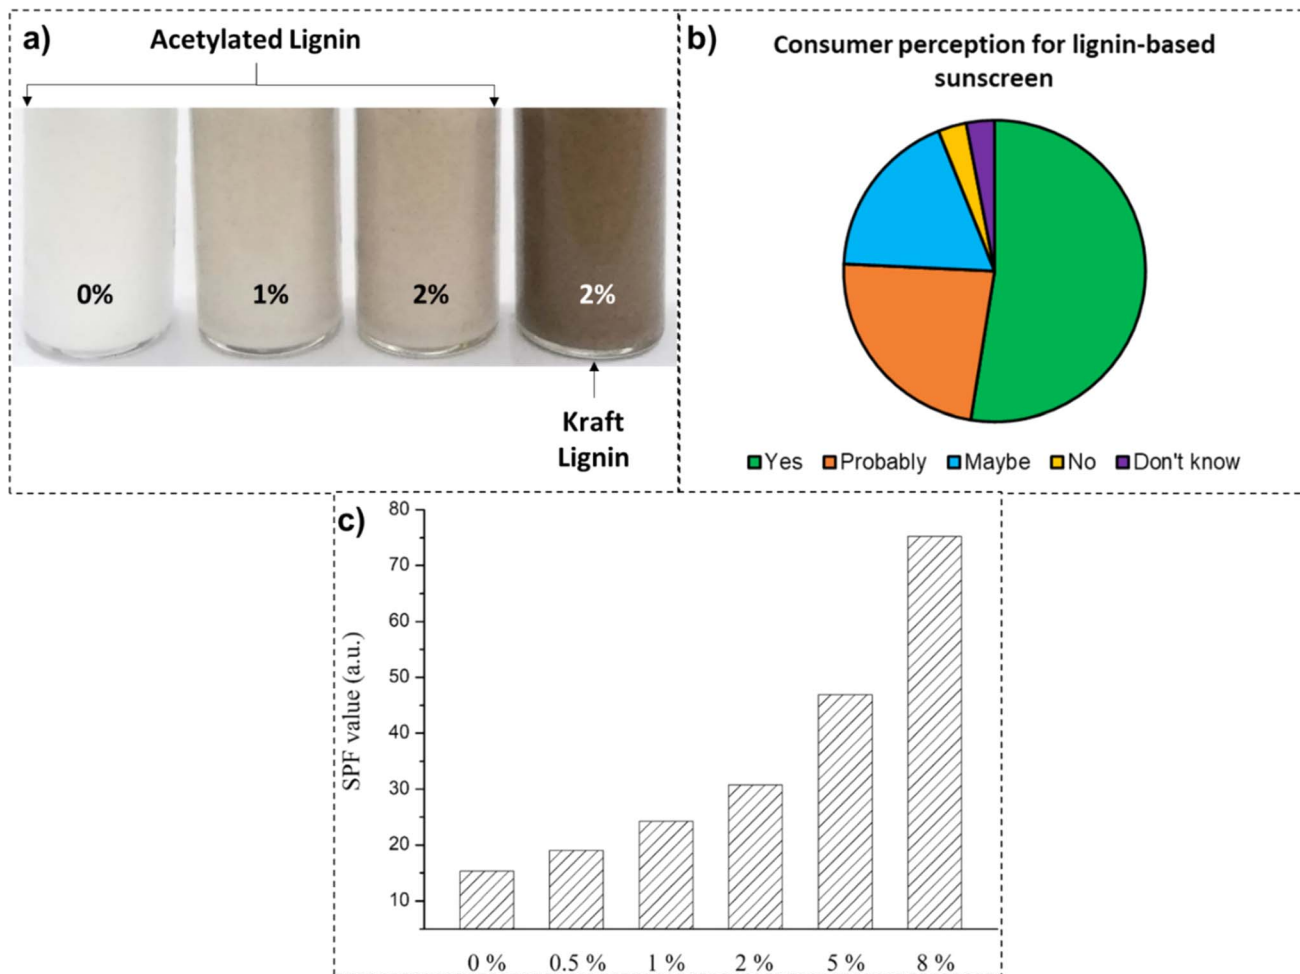 a)
Acetylated Lignin
0%
1%
2%
2%
Kraft
Lignin
b)
Consumer perception for lignin-based
sunscreen
Yes
Probably
Maybe
No
Don't know
c)
SPF value (a.u.)
80
70
60
50
40
30
20
10
0 %
0.5 %
1 %
2 %
5 %
8 %